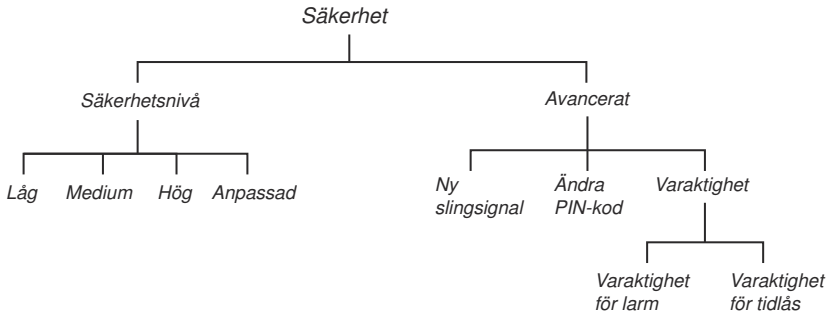 Säkerhet
Säkerhetsnivå
Avancerat
Låg
Medium
Hög
Anpassad
Ny
slingsignal
Ändra
PIN-kod
Varaktighet
Varaktighet
för larm
Varaktighet
för tidlås